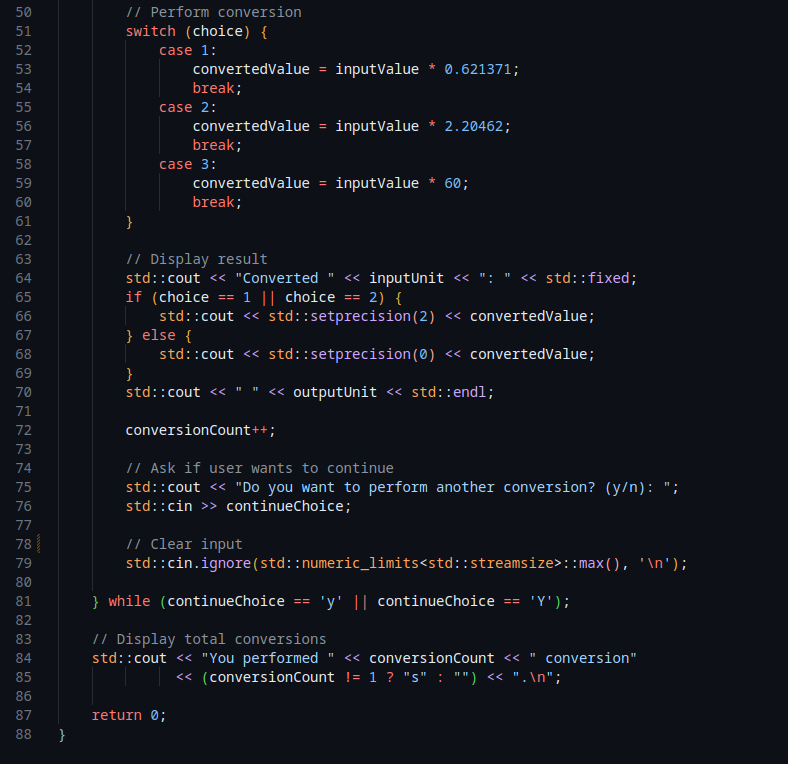 50         // Perform conversion
51         switch (choice) {
52             case 1:
53                 convertedValue = inputValue * 0.621371;
54                 break;
55             case 2:
56                 convertedValue = inputValue * 2.20462;
57                 break;
58             case 3:
59                 convertedValue = inputValue * 60;
60                 break;
61         }
62
63         // Display result
64         std::cout << "Converted " << inputUnit << ": " << std::fixed;
65         if (choice == 1 || choice == 2) {
66             std::cout << std::setprecision(2) << convertedValue;
67         } else {
68             std::cout << std::setprecision(0) << convertedValue;
69         }
70         std::cout << " " << outputUnit << std::endl;
71
72         conversionCount++;
73
74         // Ask if user wants to continue
75         std::cout << "Do you want to perform another conversion? (y/n): ";
76         std::cin >> continueChoice;
77
78         // Clear input
79         std::cin.ignore(std::numeric_limits<std::streamsize>::max(), '\n');
80
81     } while (continueChoice == 'y' || continueChoice == 'Y');
82
83     // Display total conversions
84     std::cout << "You performed " << conversionCount << " conversion"
85               << (conversionCount != 1 ? "s" : "") << ".\n";
86
87     return 0;
88 }